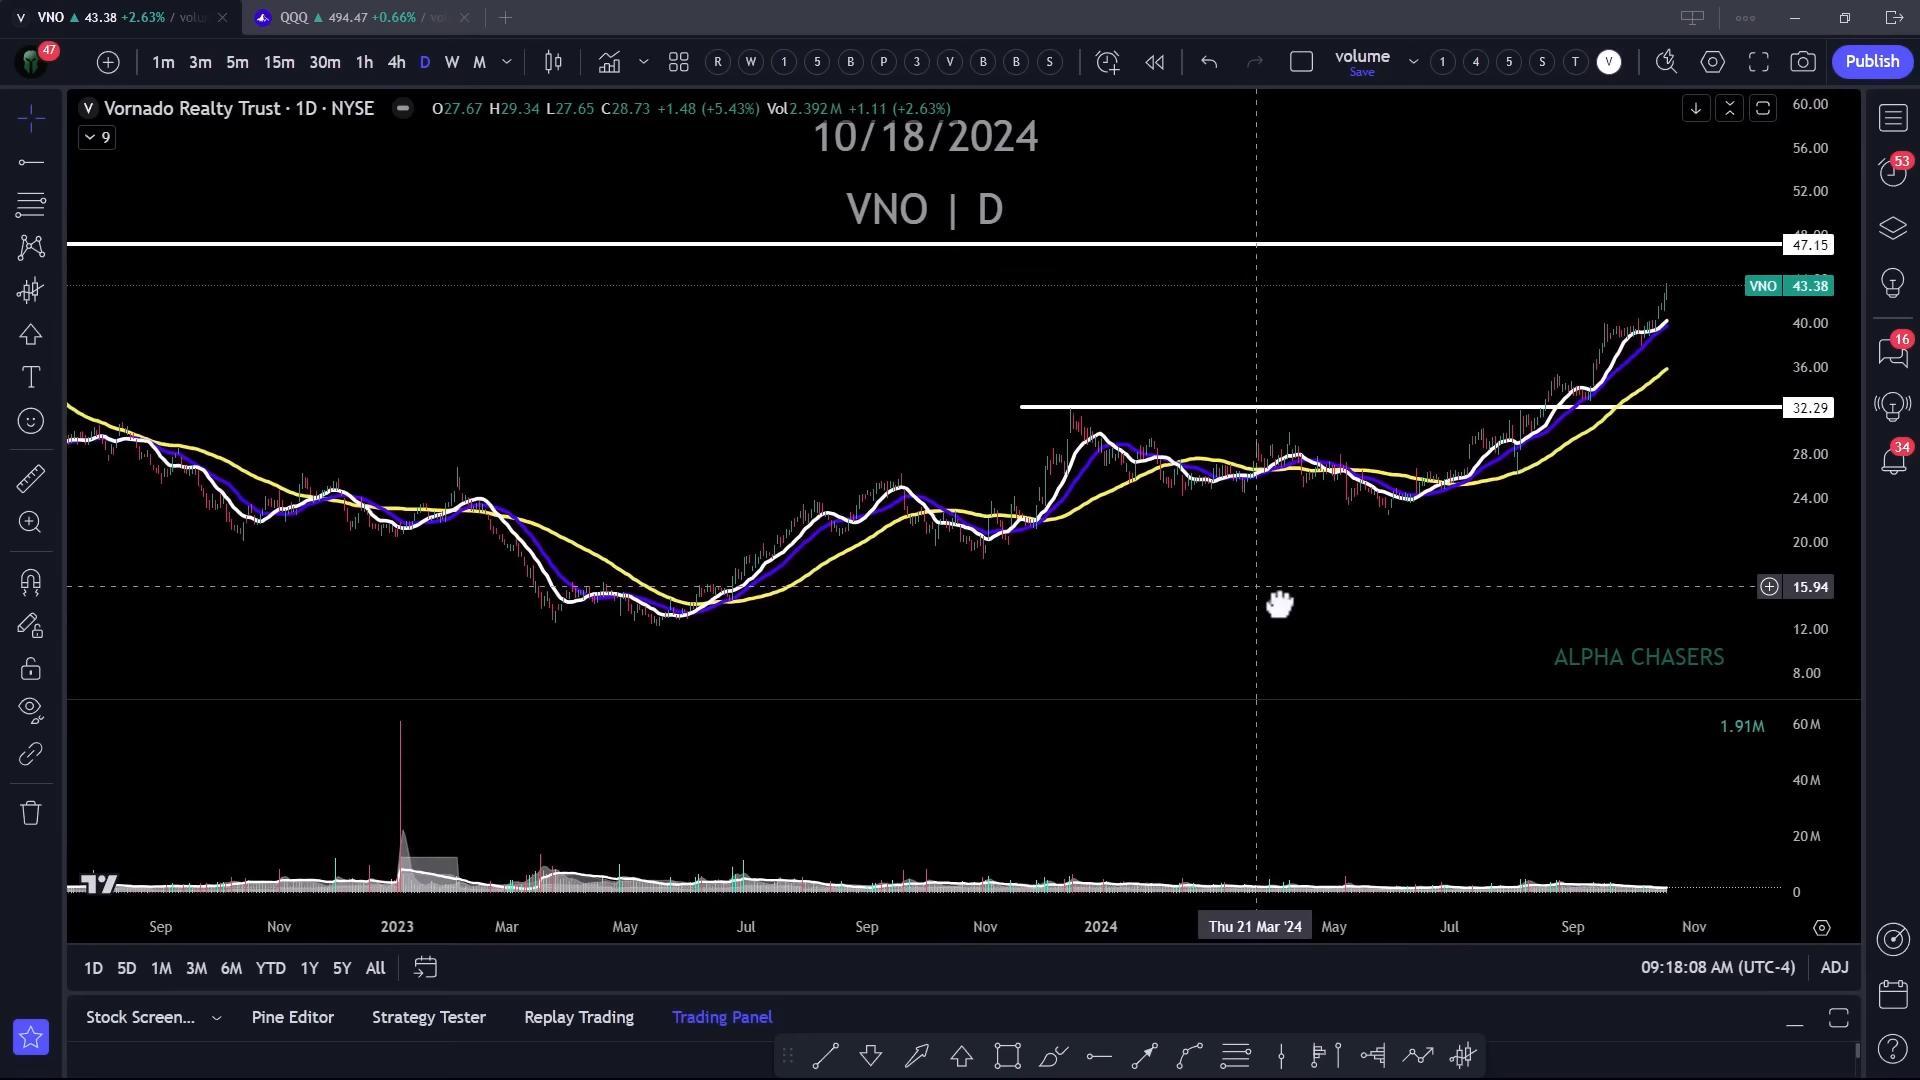 V VNO ▲ 43.38 +2.63% / volu
QQQ ▲ 494.47 +0.66% / vol
47
1m 3m 5m 15m 30m 1h 4h D W M
R W 1 5 B P 3 V B B S
volume
Save
1 4 5 S T V
Publish
V Vornado Realty Trust · 1D · NYSE
O27.67 H29.34 L27.65 C28.73 +1.48 (+5.43%) Vol2.392M +1.11 (+2.63%)
9
10/18/2024
VNO | D
60.00
56.00
52.00
47.15
VNO 43.38
40.00
36.00
32.29
28.00
24.00
20.00
15.94
12.00
8.00
ALPHA CHASERS
1.91M
60M
40M
20M
0
53
16
34
Sep Nov 2023 Mar May Jul Sep Nov 2024 Thu 21 Mar '24 May Jul Sep Nov
1D 5D 1M 3M 6M YTD 1Y 5Y All
09:18:08 AM (UTC-4) ADJ
Stock Screen... Pine Editor Strategy Tester Replay Trading Trading Panel